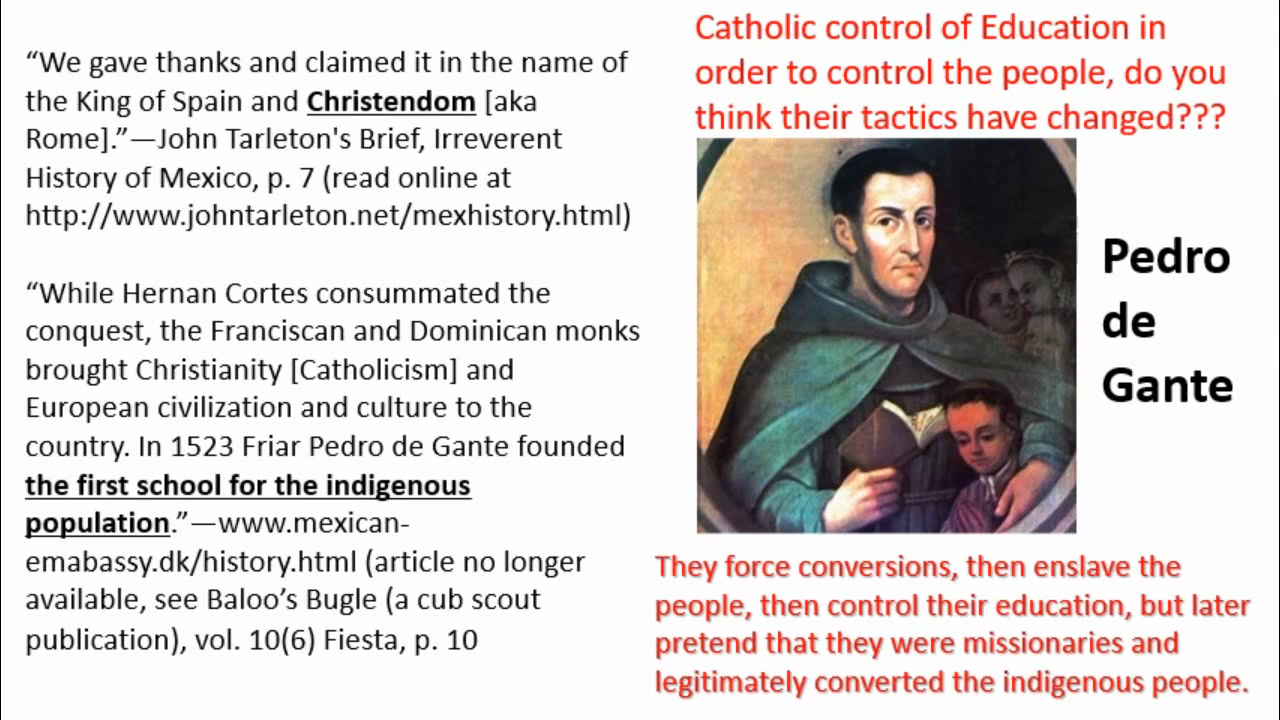 “We gave thanks and claimed it in the name of
the King of Spain and Christendom [aka
Rome].”—John Tarleton's Brief, Irreverent
History of Mexico, p. 7 (read online at
http://www.johntarleton.net/mexhistory.html)
“While Hernan Cortes consummated the
conquest, the Franciscan and Dominican monks
brought Christianity [Catholicism] and
European civilization and culture to the
country. In 1523 Friar Pedro de Gante founded
the first school for the indigenous
population.”—www.mexican-
emabassy.dk/history.html (article no longer
available, see Baloo’s Bugle (a cub scout
publication), vol. 10(6) Fiesta, p. 10
Catholic control of Education in
order to control the people, do you
think their tactics have changed???
Pedro
de
Gante
They force conversions, then enslave the
people, then control their education, but later
pretend that they were missionaries and
legitimately converted the indigenous people.